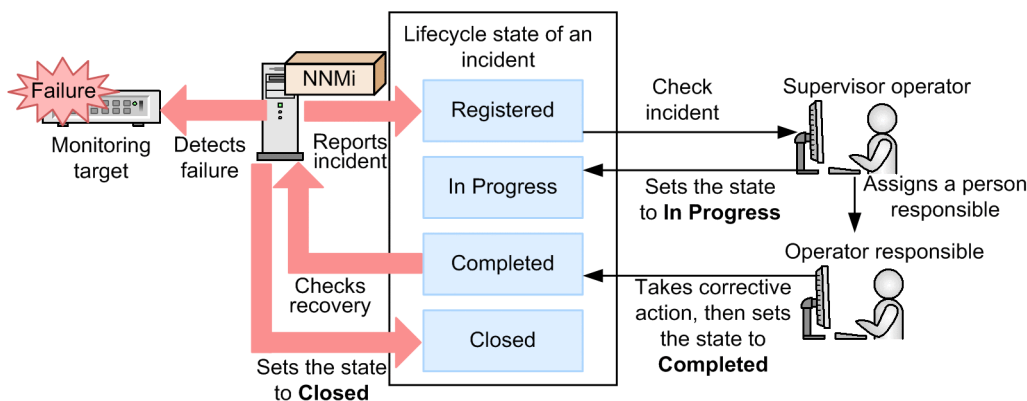 Lifecycle state of an
incident
NNMi
Failure
Registered
Check
incident
Supervisor operator
Monitoring
target
Detects
failure
Reports
incident
In Progress
Sets the state
to In Progress
Assigns a person
responsible
Operator responsible
Completed
Checks
recovery
Takes corrective
action, then sets
the state to
Completed
Closed
Sets the state
to Closed